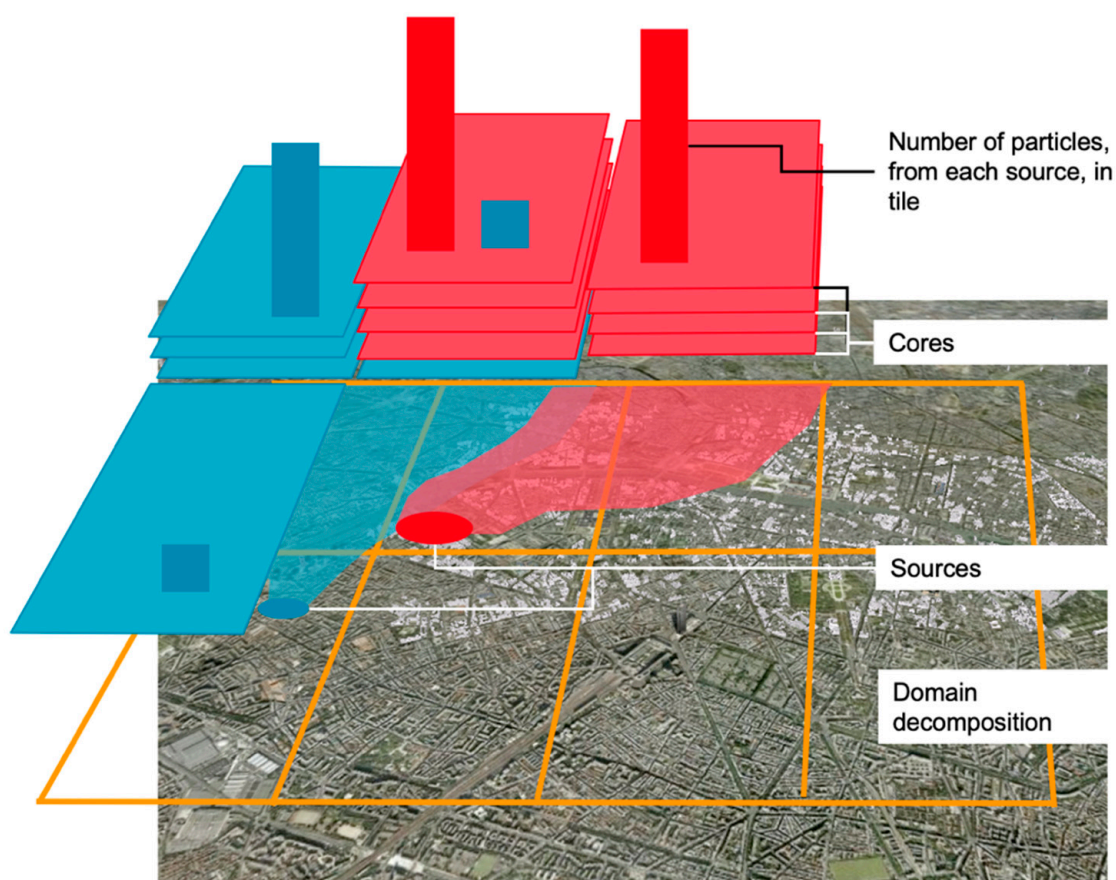 Number of particles,
from each source, in
tile
Cores
Sources
Domain
decomposition